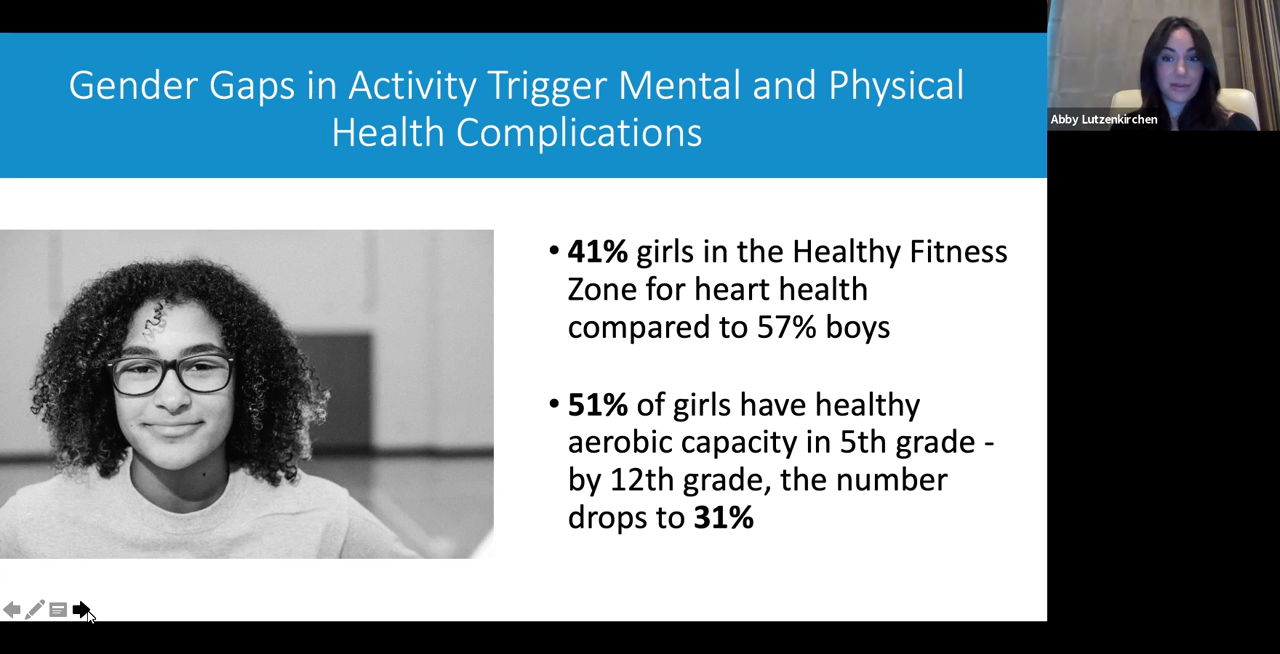 Gender Gaps in Activity Trigger Mental and Physical
Health Complications
Abby Lutzenkirchen
• 41% girls in the Healthy Fitness
Zone for heart health
compared to 57% boys
• 51% of girls have healthy
aerobic capacity in 5th grade -
by 12th grade, the number
drops to 31%